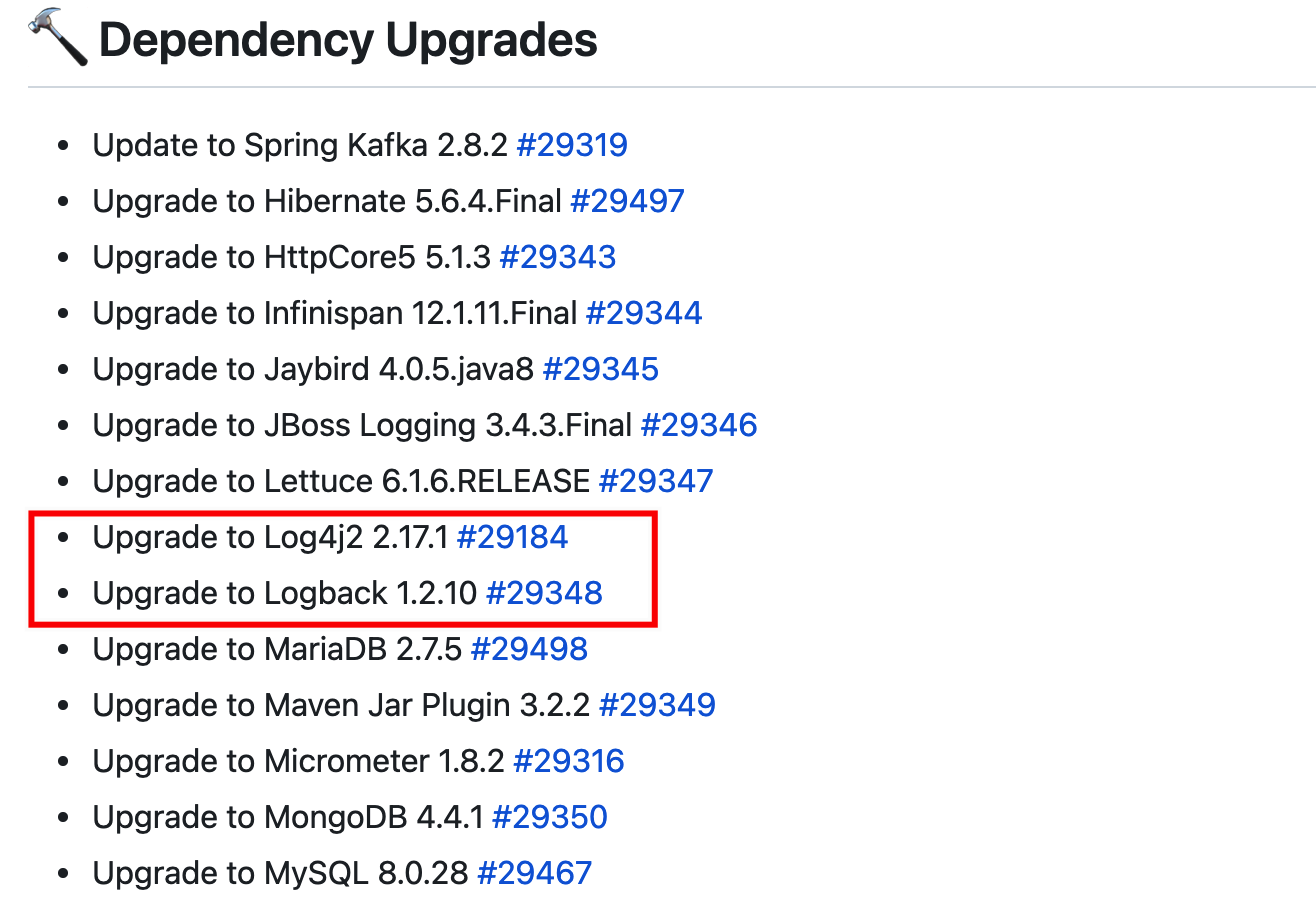 Dependency Upgrades
Update to Spring Kafka 2.8.2 #29319
Upgrade to Hibernate 5.6.4.Final #29497
Upgrade to HttpCore5 5.1.3 #29343
Upgrade to Infinispan 12.1.11.Final #29344
Upgrade to Jaybird 4.0.5.java8 #29345
Upgrade to JBoss Logging 3.4.3.Final #29346
Upgrade to Lettuce 6.1.6.RELEASE #29347
Upgrade to Log4j2 2.17.1 #29184
Upgrade to Logback 1.2.10 #29348
Upgrade to MariaDB 2.7.5 #29498
Upgrade to Maven Jar Plugin 3.2.2 #29349
Upgrade to Micrometer 1.8.2 #29316
Upgrade to MongoDB 4.4.1 #29350
Upgrade to MySQL 8.0.28 #29467